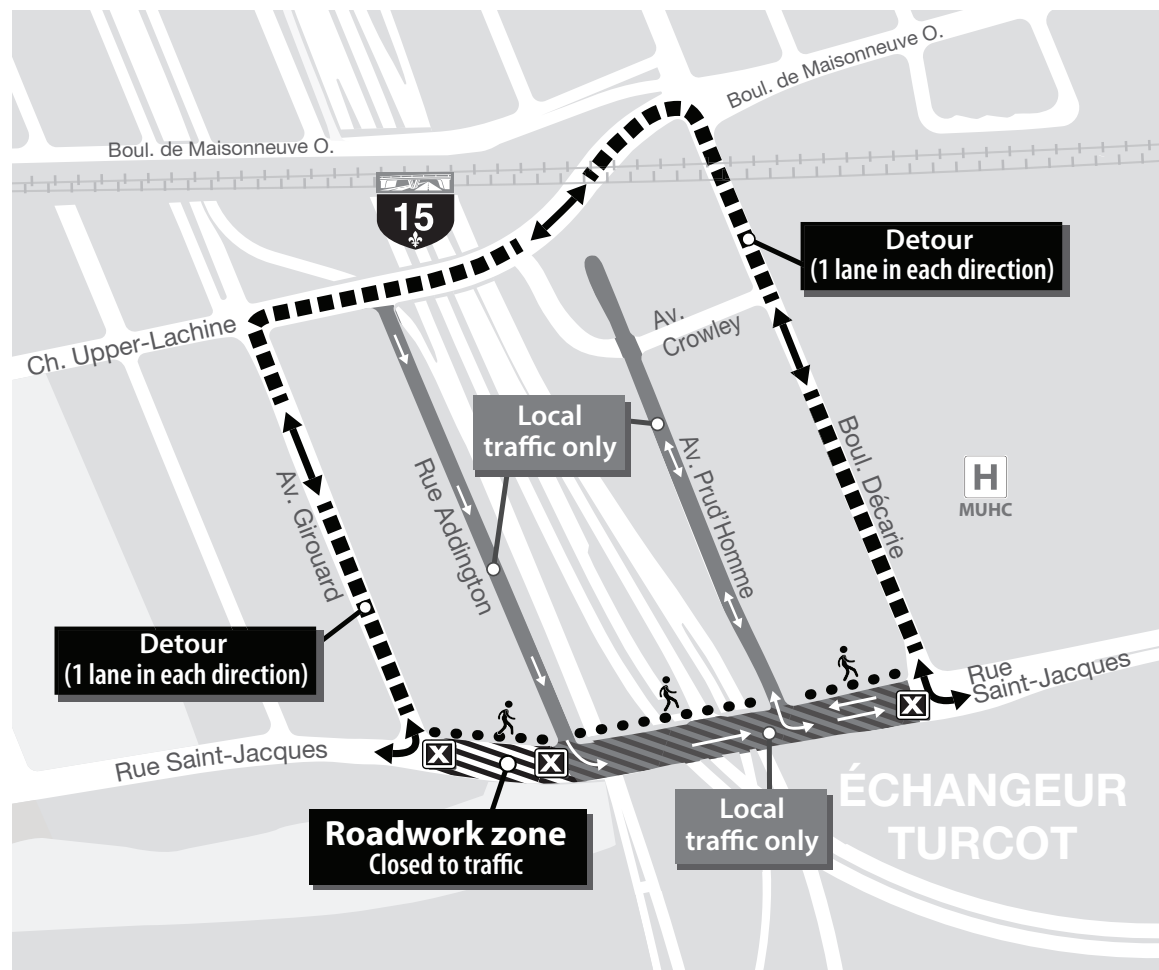 Boul. de Maisonneuve O.
Boul. de Maisonneuve O.
15
Detour
(1 lane in each direction)
Ch. Upper-Lachine
Av.
Crowley
Local
traffic only
Av. Girouard
Rue Addington
Av. Prud'Homme
Boul. Décarie
H
MUHC
Detour
(1 lane in each direction)
Rue
Saint-Jacques
Rue Saint-Jacques
X
X
X
Roadwork zone
Closed to traffic
Local
traffic only
ÉCHANGEUR
TURCOT